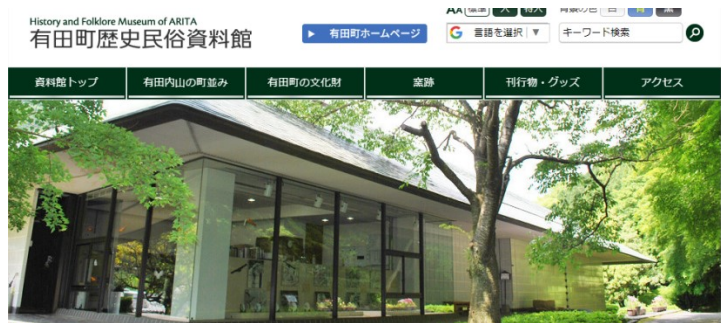 History and Folklore Museum of ARITA
有田町歴史民俗資料館
▶ 有田町ホームページ
G 言語を選択 ▼
キーワード検索
資料館トップ 有田内山の町並み 有田町の文化財 窯跡 刊行物・グッズ アクセス